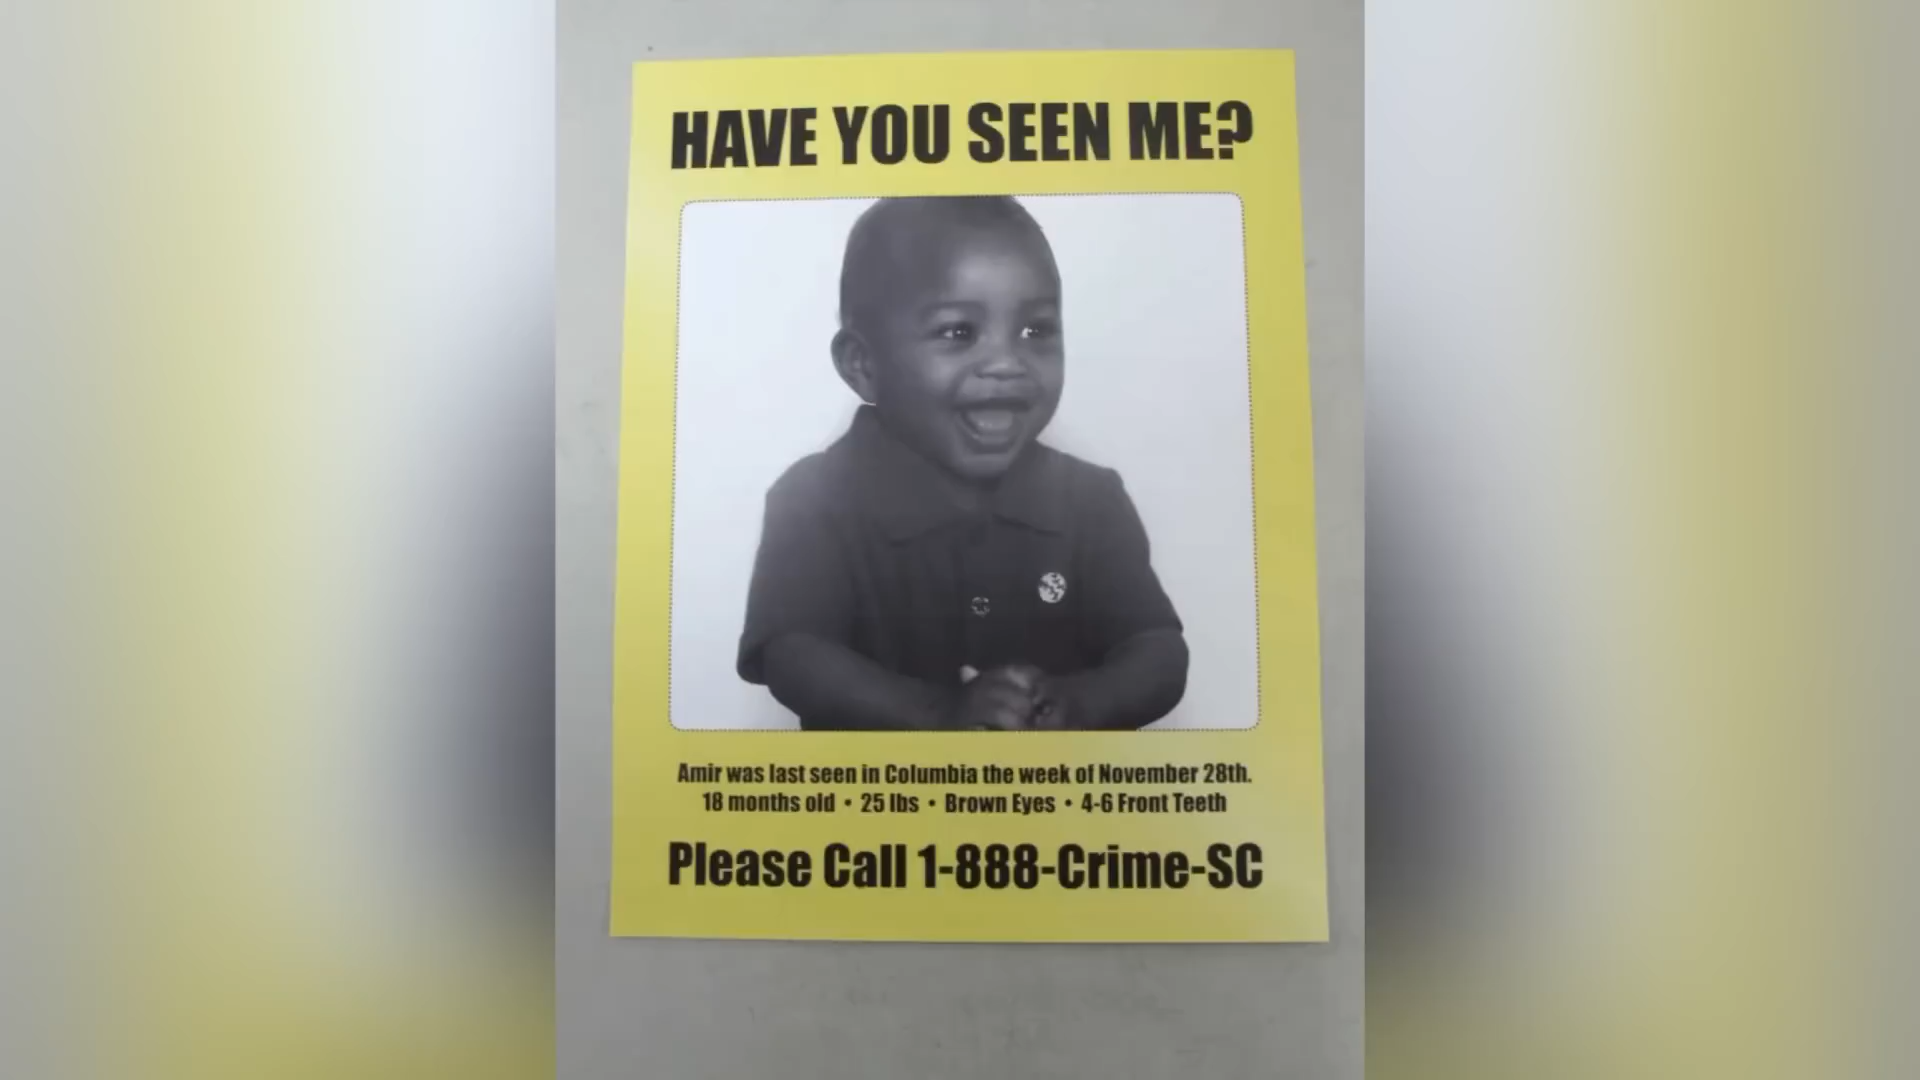 HAVE YOU SEEN ME?
Amir was last seen in Columbia the week of November 28th.
18 months old • 25 lbs • Brown Eyes • 4-6 Front Teeth
Please Call 1-888-Crime-SC